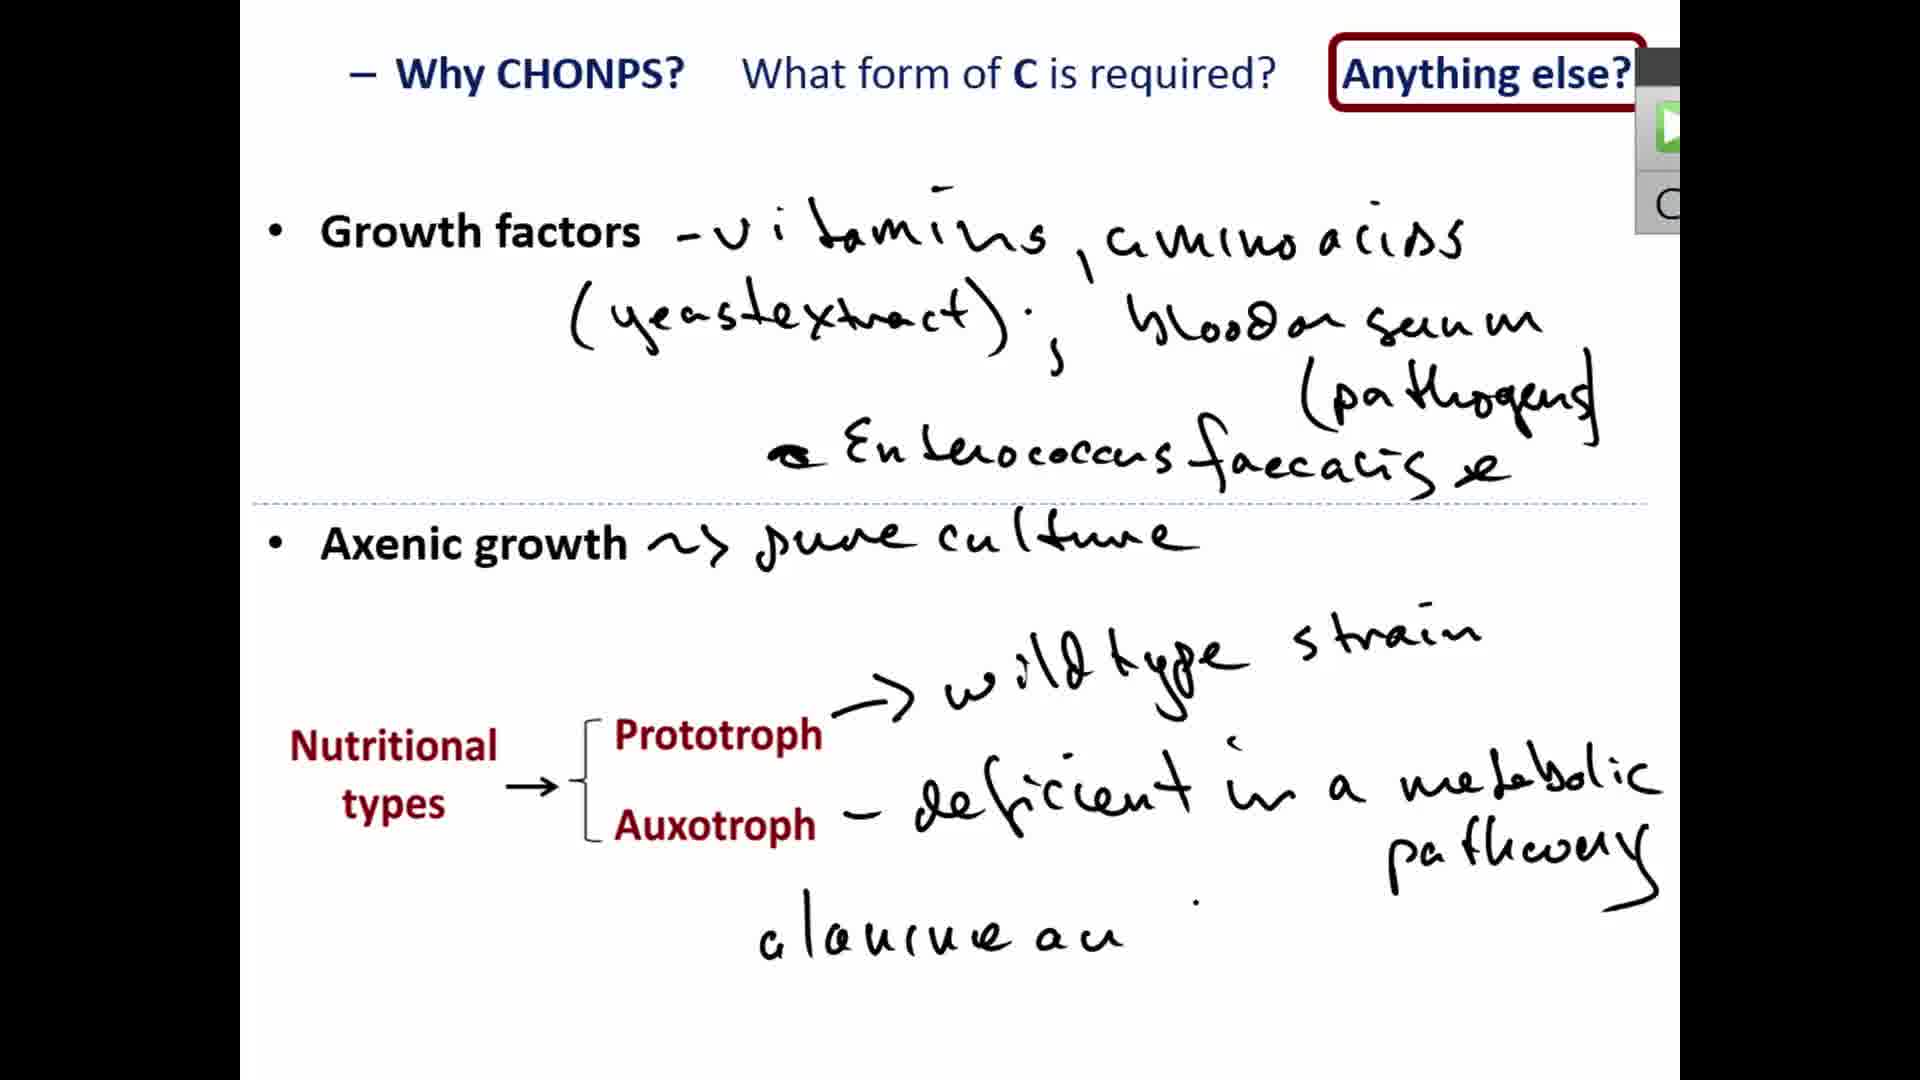 – Why CHONPS? What form of C is required? Anything else?
• Growth factors - vitamins, amino acids
(yeast extract); blood or serum
(pathogens)
- Enterococcus faecalis
• Axenic growth ~> pure culture
Nutritional types → Prototroph → wild type strain
Auxotroph - deficient in a metabolic
pathway
alanine au